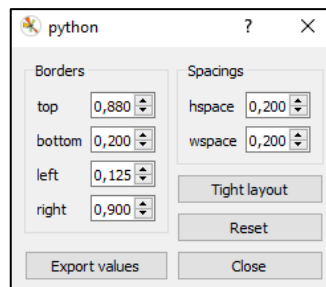 python ?
Borders
top 0,880
bottom 0,200
left 0,125
right 0,900
Spacings
hspace 0,200
wspace 0,200
Tight layout
Reset
Export values
Close